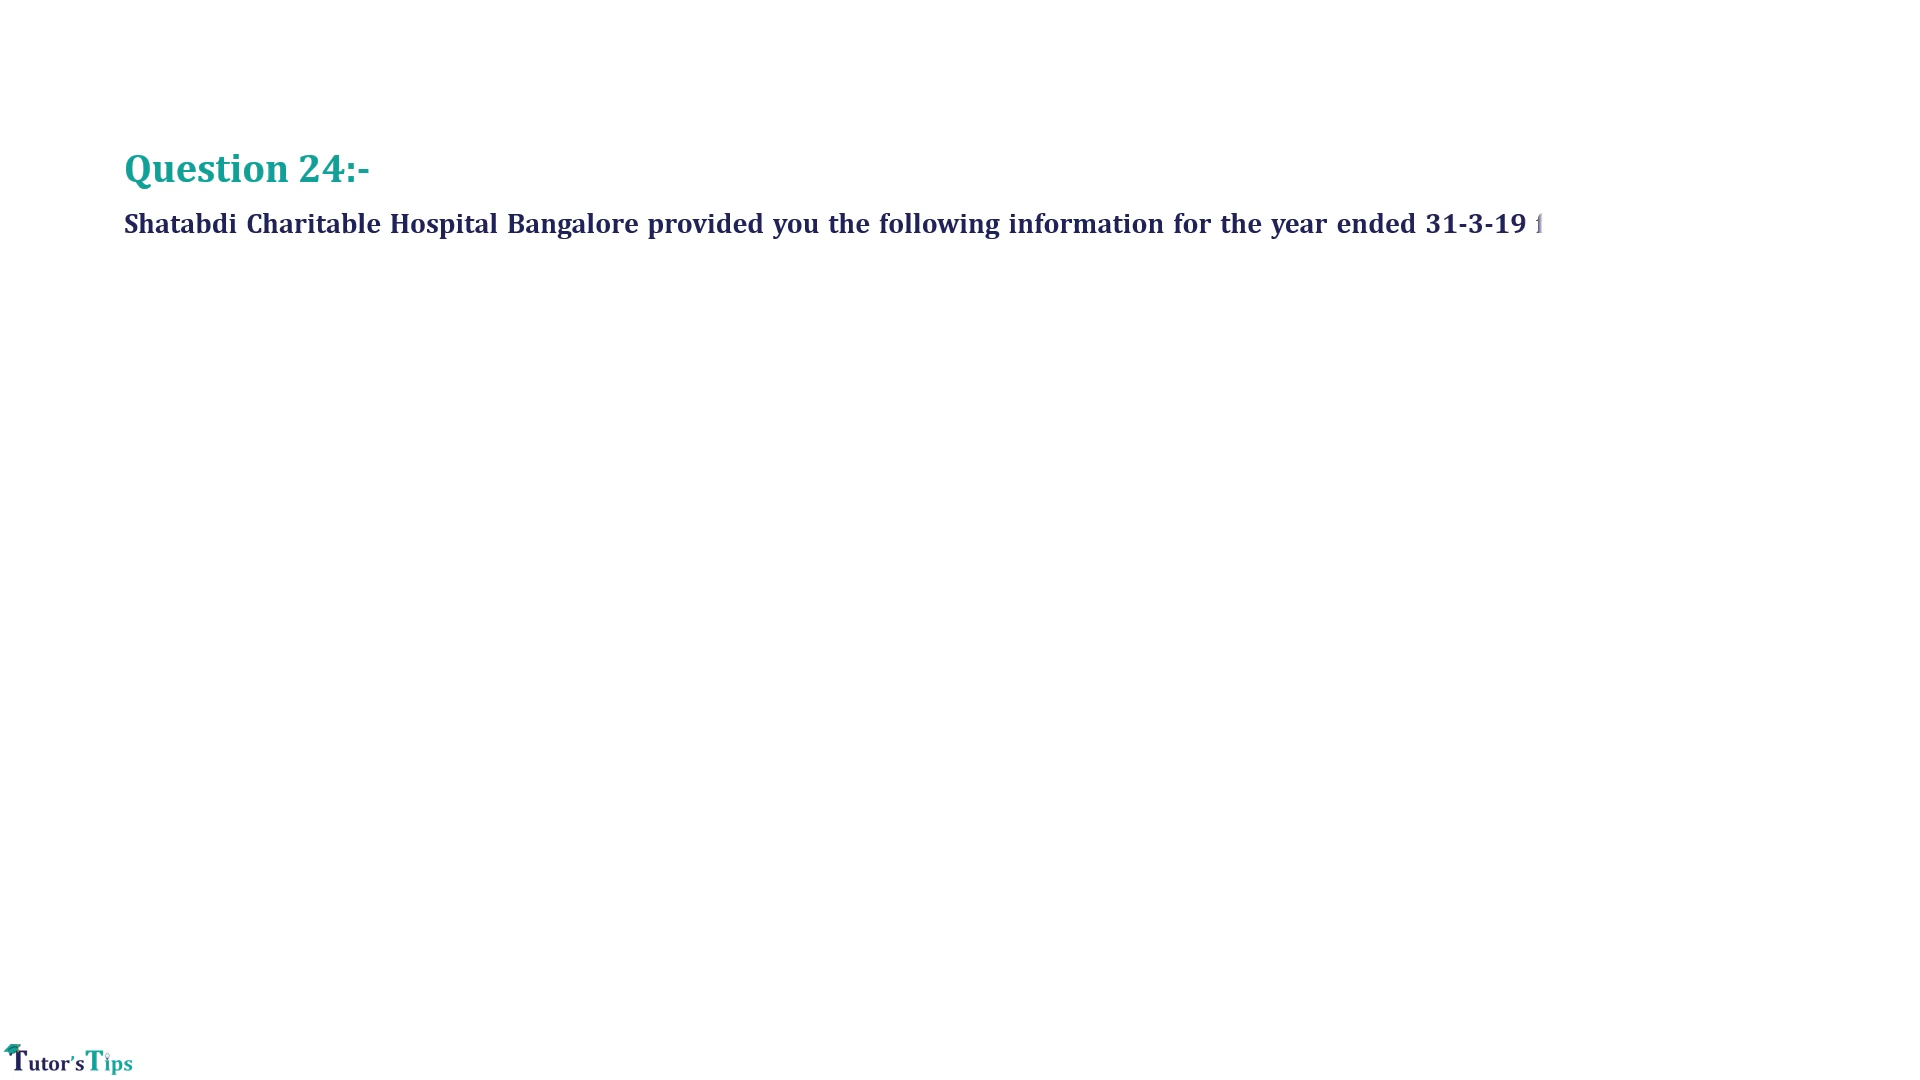 Question 24:-
Shatabdi Charitable Hospital Bangalore provided you the following information for the year ended 31-3-19
Tutor'sTips